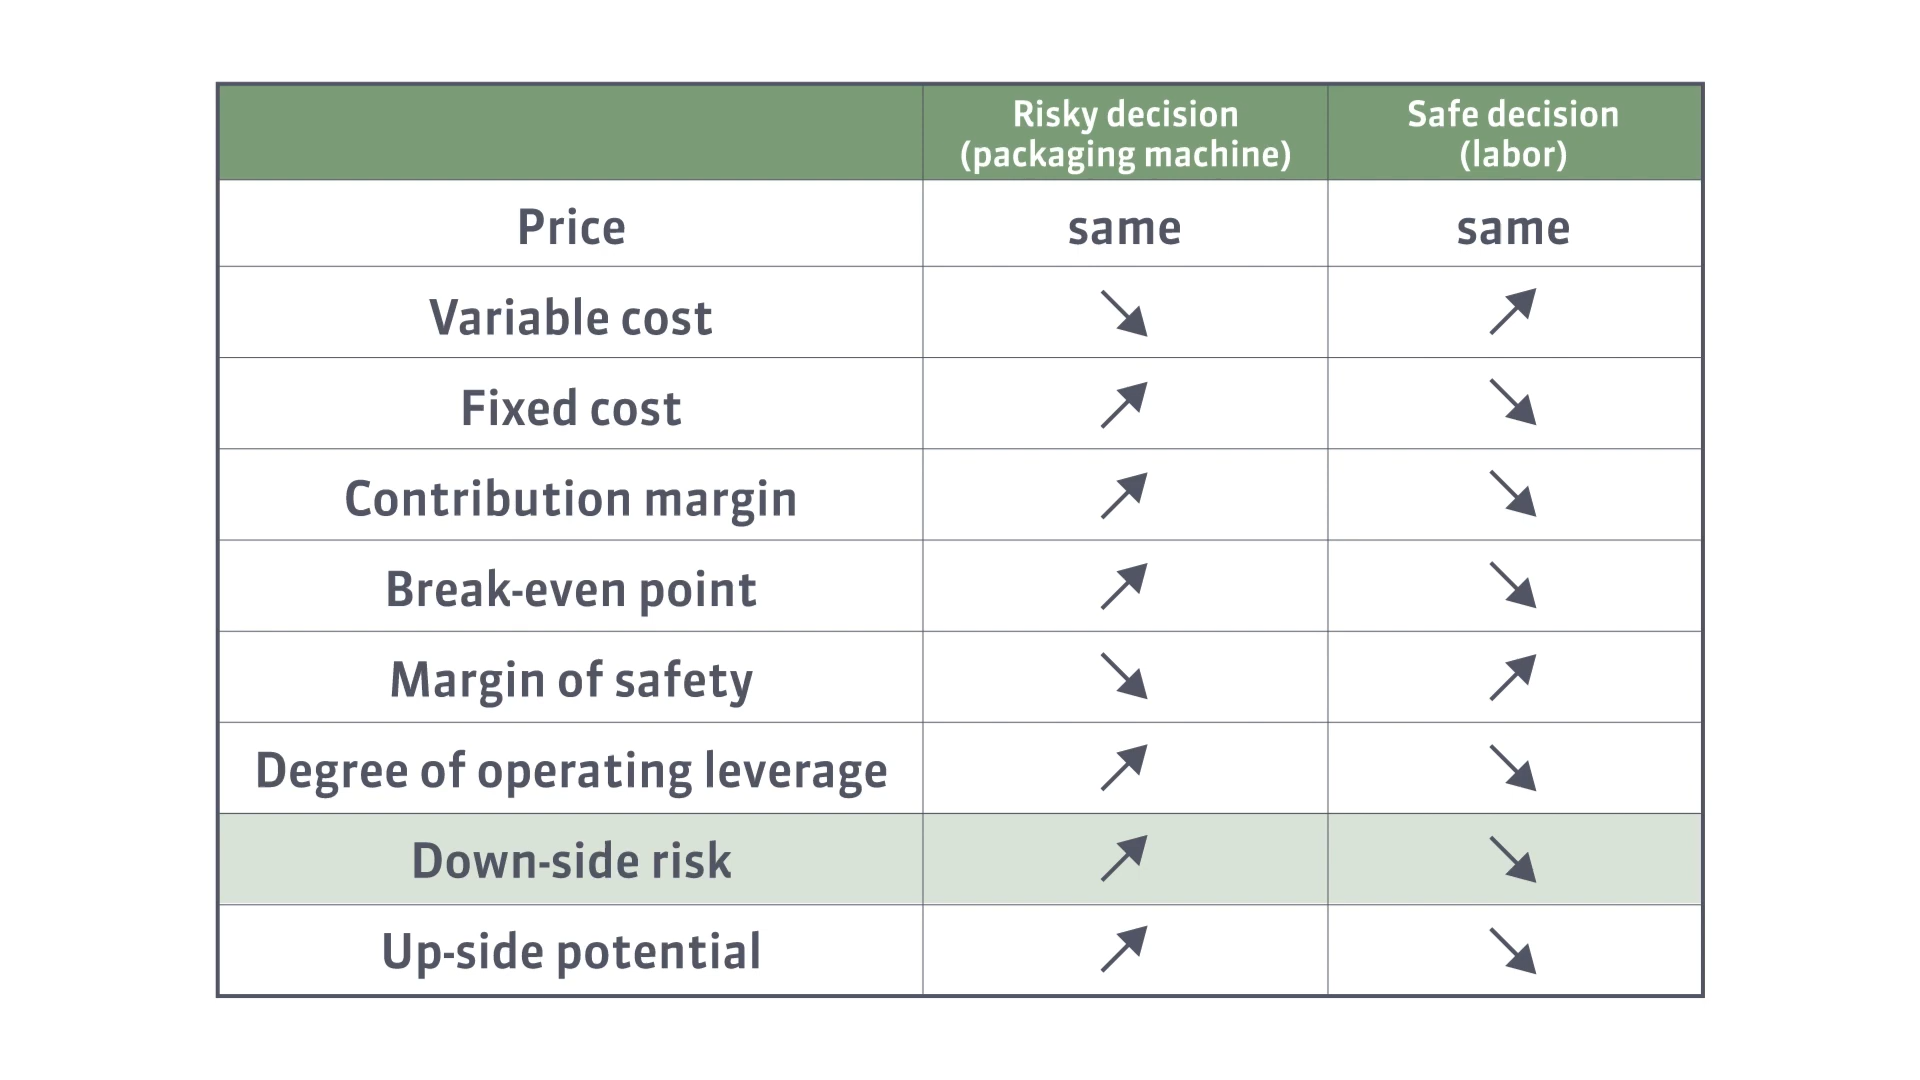 Risky decision
(packaging machine)
Safe decision
(labor)
Price same same
Variable cost
Fixed cost
Contribution margin
Break-even point
Margin of safety
Degree of operating leverage
Down-side risk
Up-side potential